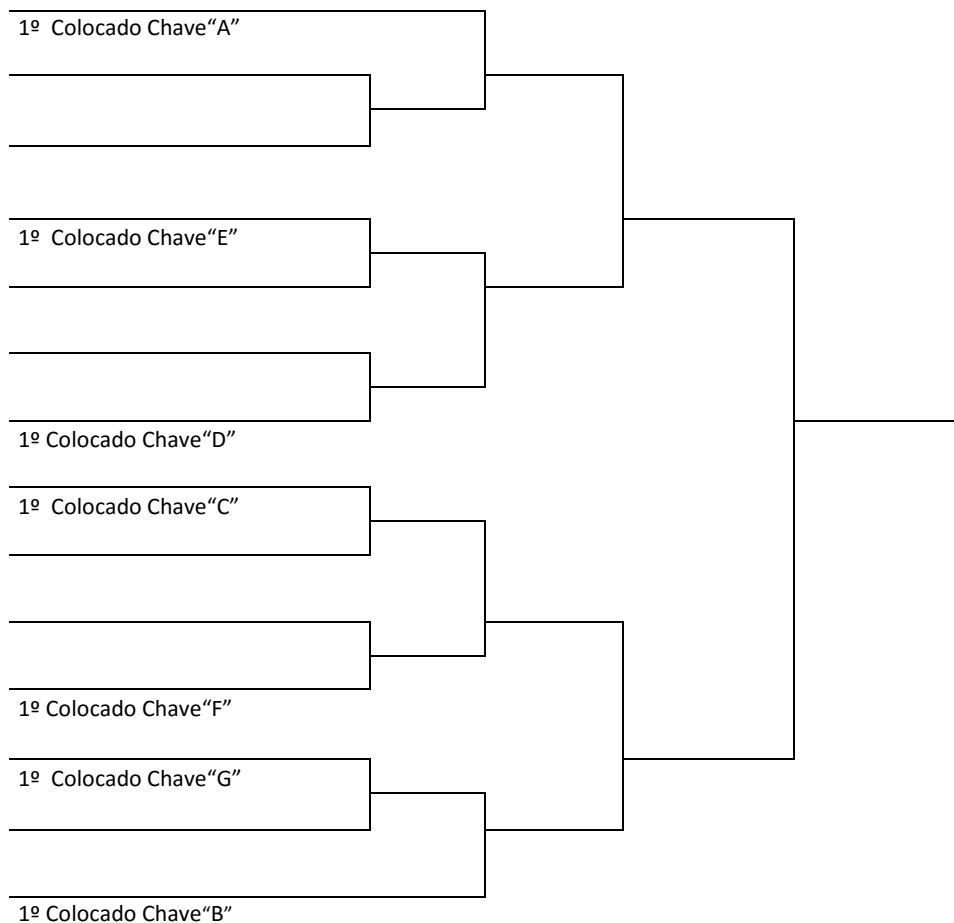 1º  Colocado Chave“A”
1º  Colocado Chave“E”
1º Colocado Chave“D”
1º  Colocado Chave“C”
1º Colocado Chave“F”
1º  Colocado Chave“G”
1º Colocado Chave“B”